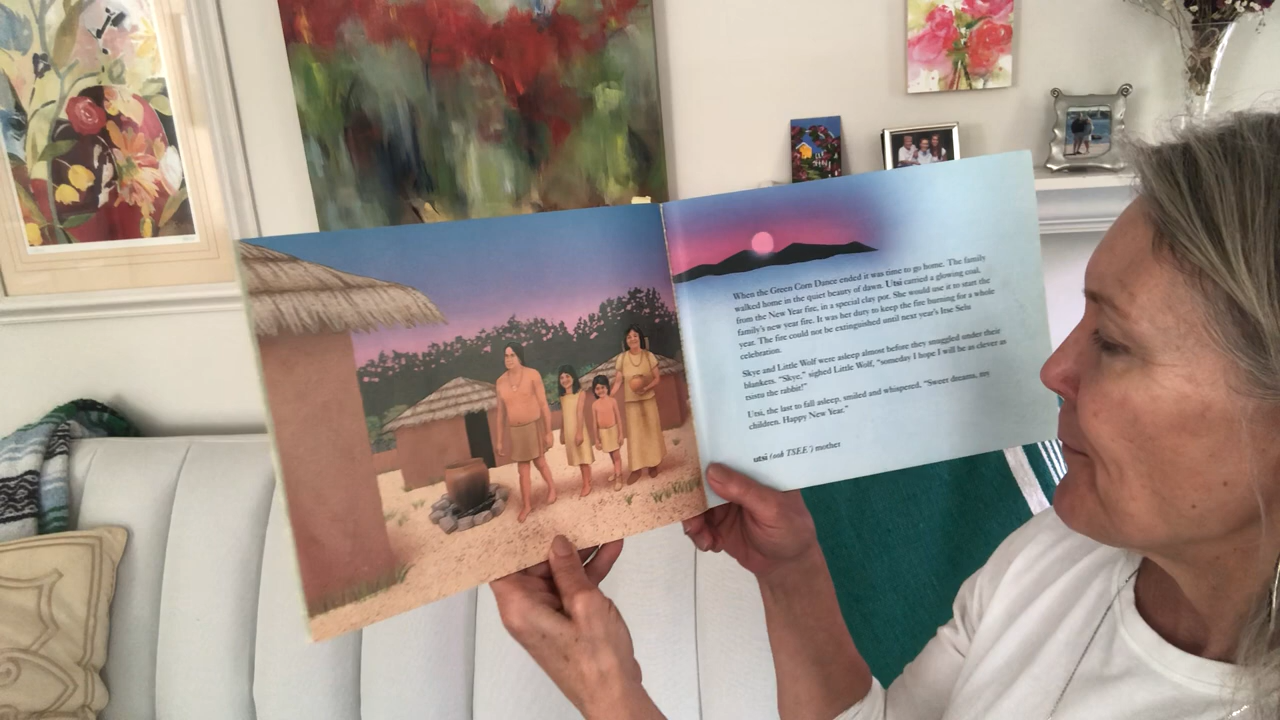 When the Green Corn Dance ended it was time to go home. The family
walked home in the quiet beauty of dawn. Utsi carried a glowing coal,
from the New Year fire, in a special clay pot. She would use it to start the
family's new year fire. It was her duty to keep the fire burning for a whole
year. The fire could not be extinguished until next year's Itse Selu
celebration.
Skye and Little Wolf were asleep almost before they snuggled under their
blankets. "Skye," sighed Little Wolf, "someday I hope I will be as clever as
tsistu the rabbit!"
Utsi, the last to fall asleep, smiled and whispered, "Sweet dreams, my
children. Happy New Year."
utsi (ooh TSEE') mother